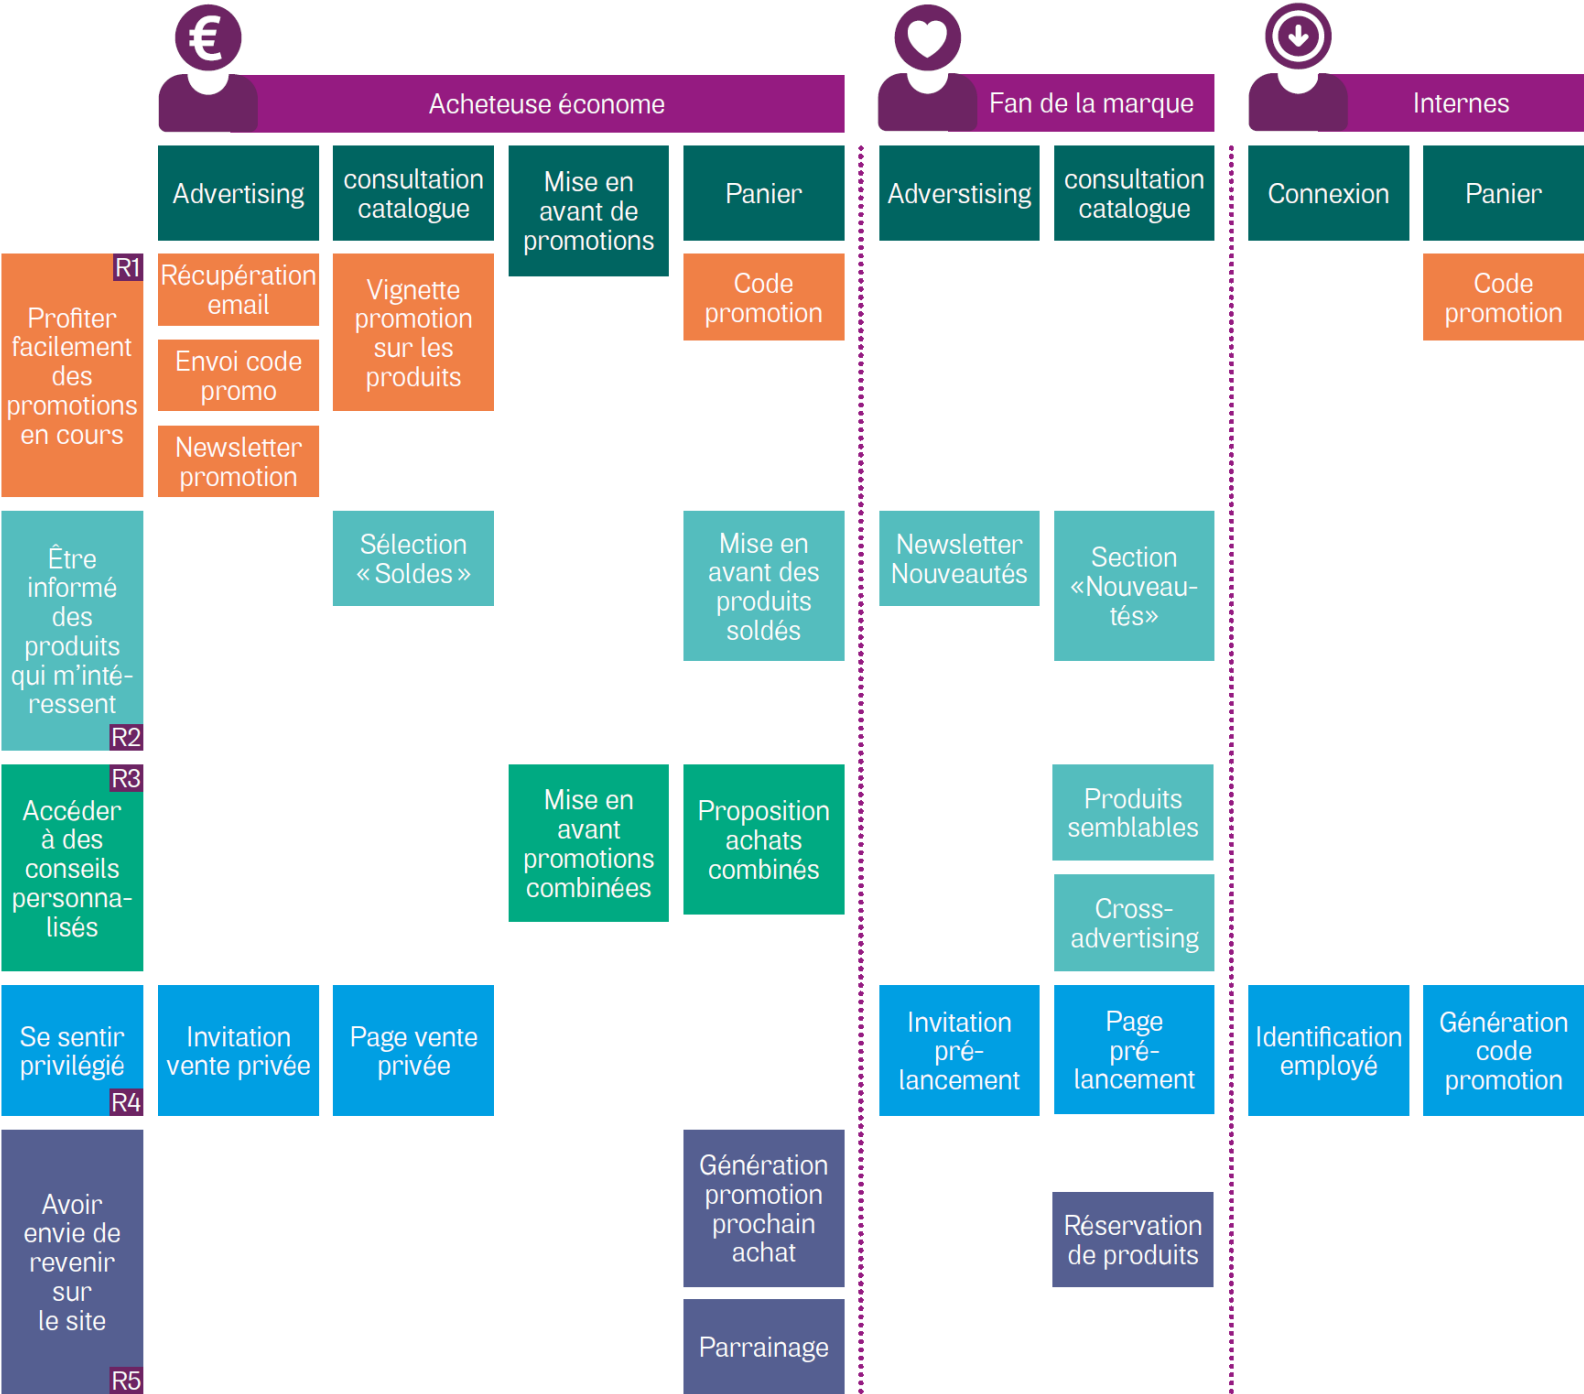 €
Acheteuse économe
Fan de la marque
Internes
Advertising
consultation
catalogue
Mise en
avant de
promotions
Panier
Adverstising
consultation
catalogue
Connexion
Panier
R1
Profiter
facilement
des
promotions
en cours
Récupération
email
Envoi code
promo
Newsletter
promotion
Vignette
promotion
sur les
produits
Code
promotion
Code
promotion
Être
informé
des
produits
qui m'inté-
ressent
R2
Sélection
« Soldes »
Mise en
avant des
produits
soldés
Newsletter
Nouveautés
Section
«Nouveau-
tés»
R3
Accéder
à des
conseils
personna-
lisés
Mise en
avant
promotions
combinées
Proposition
achats
combinés
Produits
semblables
Cross-
advertising
Se sentir
privilégié
R4
Invitation
vente privée
Page vente
privée
Invitation
pré-
lancement
Page
pré-
lancement
Identification
employé
Génération
code
promotion
Avoir
envie de
revenir
sur
le site
R5
Génération
promotion
prochain
achat
Parrainage
Réservation
de produits